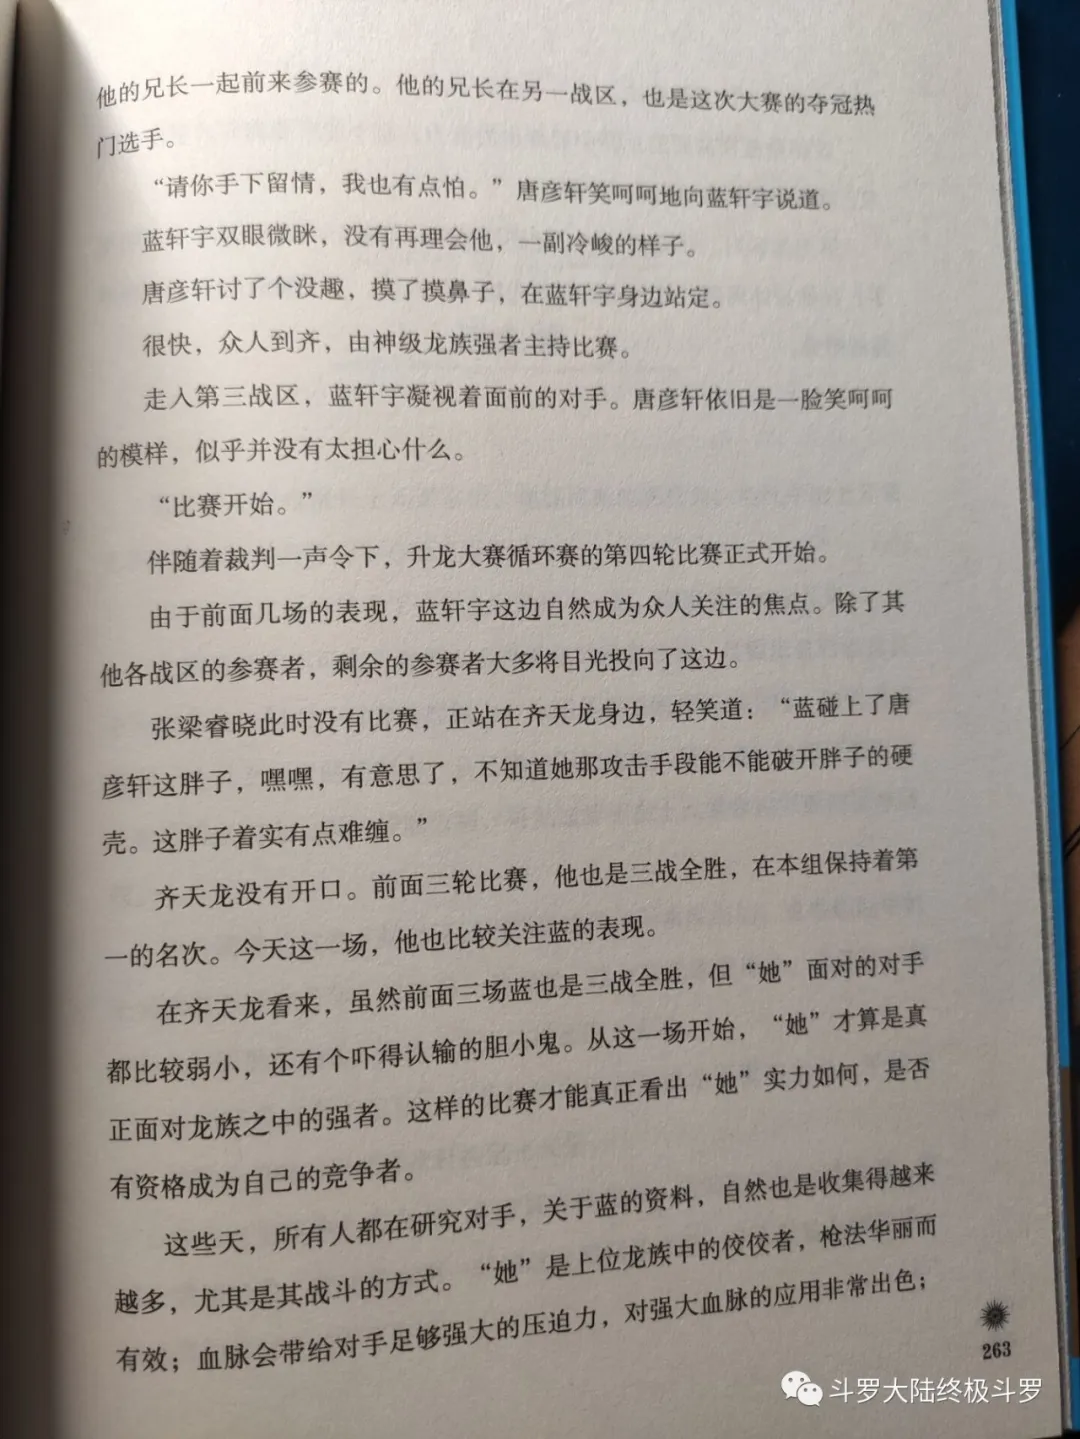 他的兄长一起前来参赛的。他的兄长在另一战区，也是这次大赛的夺冠热
门选手。
“请你手下留情，我也有点怕。”唐彦轩笑呵呵地向蓝轩宇说道。
蓝轩宇双眼微眯，没有再理会他，一副冷峻的样子。
唐彦轩讨了个没趣，摸了摸鼻子，在蓝轩宇身边站定。
很快，众人到齐，由神级龙族强者主持比赛。
走入第三战区，蓝轩宇凝视着面前的对手。唐彦轩依旧是一脸笑呵呵
的模样，似乎并没有太担心什么。
“比赛开始。”
伴随着裁判一声令下，升龙大赛循环赛的第四轮比赛正式开始。
由于前面几场的表现，蓝轩宇这边自然成为众人关注的焦点。除了其
他各战区的参赛者，剩余的参赛者大多将目光投向了这边。
张梁睿晓此时没有比赛，正站在齐天龙身边，轻笑道：“蓝碰上了唐
彦轩这胖子，嘿嘿，有意思了，不知道她那攻击手段能不能破开胖子的硬
壳。这胖子着实有点难缠。”
齐天龙没有开口。前面三轮比赛，他也是三战全胜，在本组保持着第
一的名次。今天这一场，他也比较关注蓝的表现。
在齐天龙看来，虽然前面三场蓝也是三战全胜，但“她”面对的对手
都比较弱小，还有个吓得认输的胆小鬼。从这一场开始，“她”才算是真
正面对龙族之中的强者。这样的比赛才能真正看出“她”实力如何，是否
有资格成为自己的竞争者。
这些天，所有人都在研究对手，关于蓝的资料，自然也是收集得越来
越多，尤其是其战斗的方式。“她”是上位龙族中的佼佼者，枪法华丽而
有效；血脉会带给对手足够强大的压迫力，对强大血脉的应用非常出色；
263
斗罗大陆终极斗罗